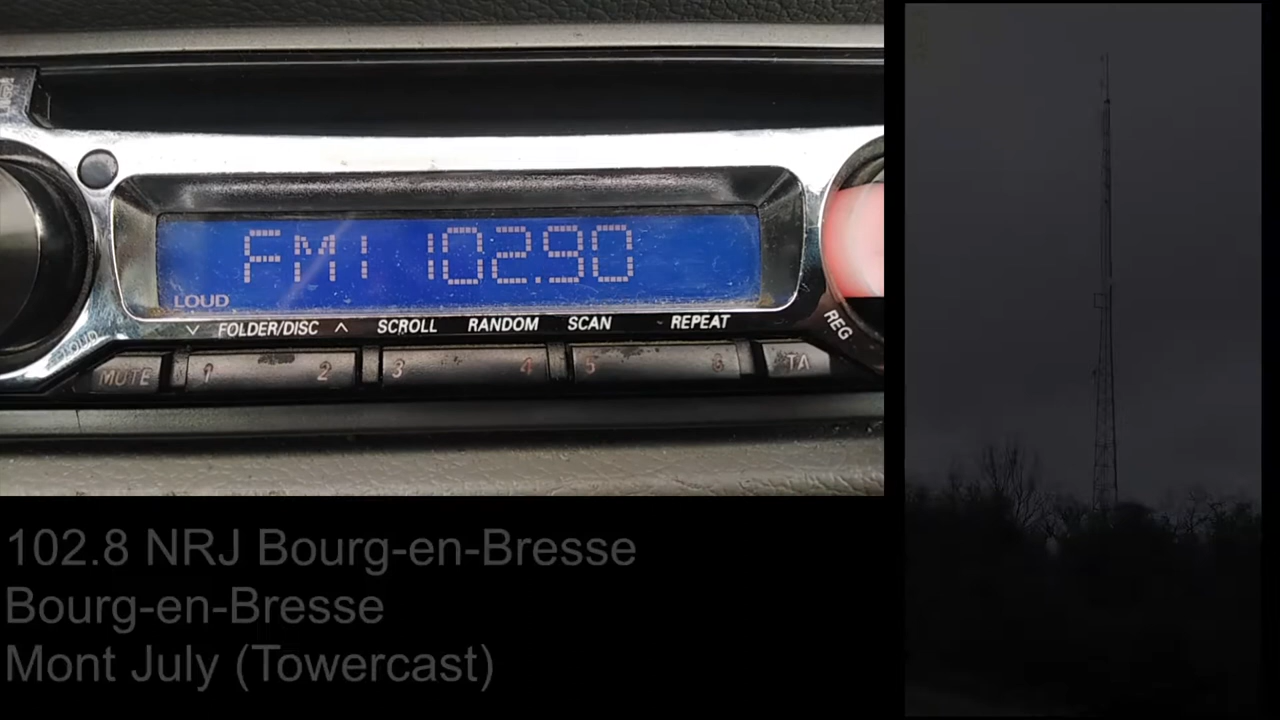 FM1 102.90
LOUD
FOLDER/DISC SCROLL RANDOM SCAN REPEAT
REG
LOUD
MUTE 1 2 3 4 5 6 TA
102.8 NRJ Bourg-en-Bresse
Bourg-en-Bresse
Mont July (Towercast)